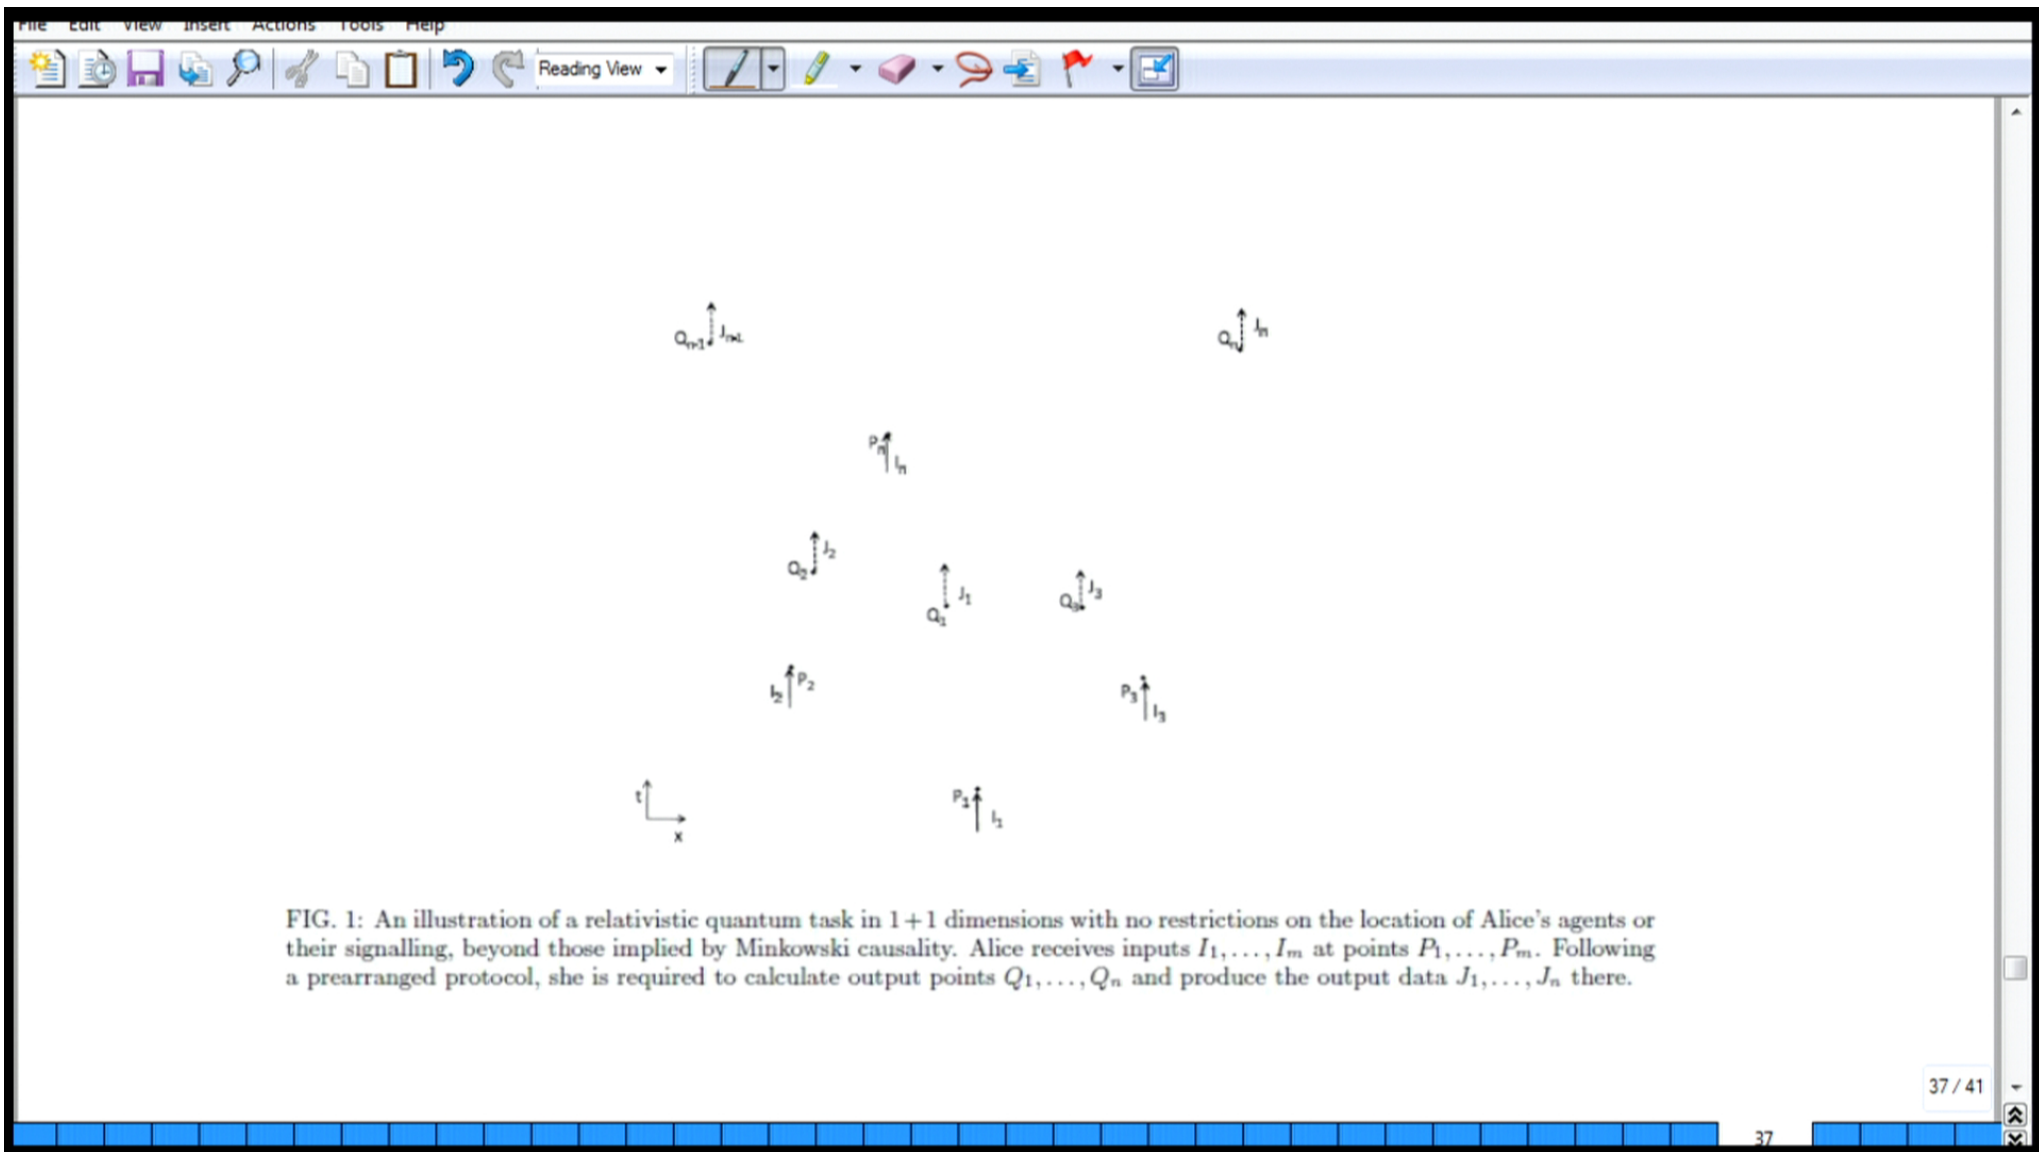 File Edit View Insert Actions Tools Help
Reading View
Qn-1 Jn-1
Qn Jn
Pn In
Q2 J2
Q1 J1
Q3 J3
I2 P2
P3 I3
t
x
P1 I1
FIG. 1: An illustration of a relativistic quantum task in 1+1 dimensions with no restrictions on the location of Alice's agents or
their signalling, beyond those implied by Minkowski causality. Alice receives inputs I1, . . . , Im at points P1, . . . , Pm. Following
a prearranged protocol, she is required to calculate output points Q1, . . . , Qn and produce the output data J1, . . . , Jn there.
37 / 41
37